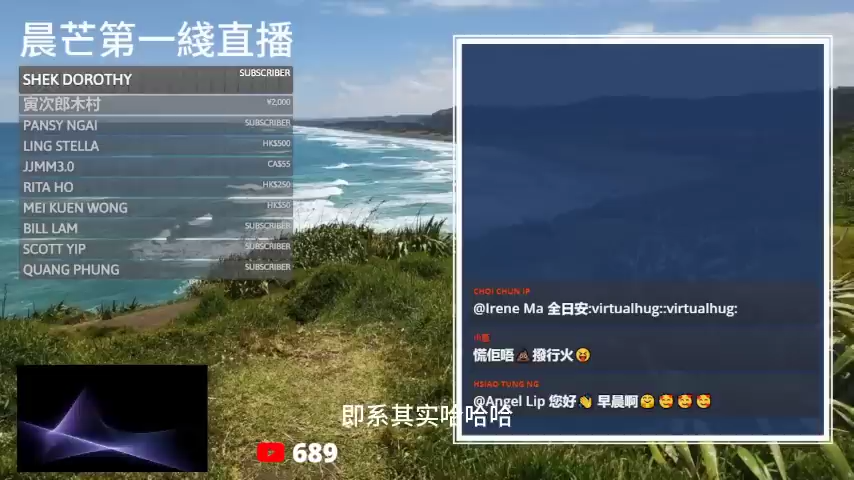 晨芒第一綫直播
SHEK DOROTHY SUBSCRIBER
寅次郎木村 ¥2,000
PANSY NGAI SUBSCRIBER
LING STELLA HK$500
JJMM3.0 CA$55
RITA HO HK$250
MEI KUEN WONG HK$50
BILL LAM SUBSCRIBER
SCOTT YIP SUBSCRIBER
QUANG PHUNG SUBSCRIBER
CHOI CHUN IP
@Irene Ma 全日安:virtualhug::virtualhug:
慌佢唔💩撥行火😝
HSIAO TUNG NG
@Angel Lip 您好👋 早晨啊🤗🥰🥰🥰
即系其实哈哈哈
689